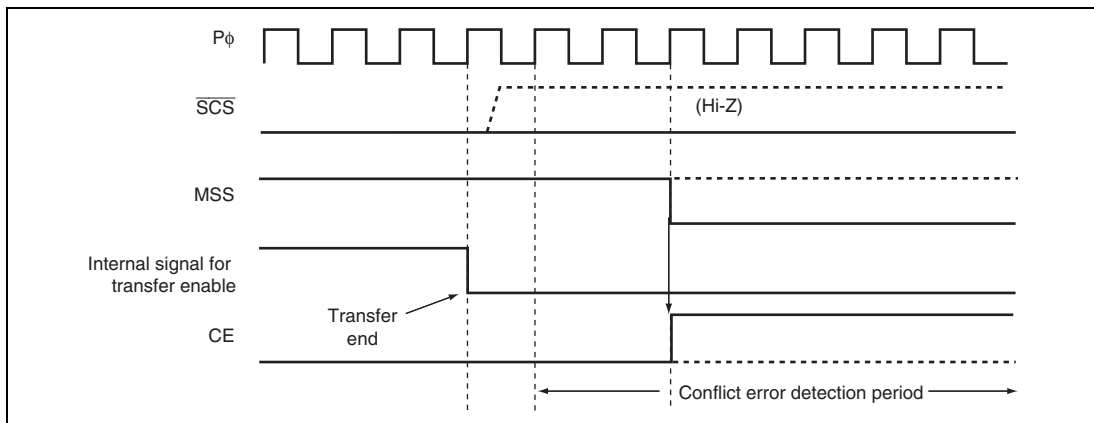 Pϕ
SCS
(Hi-Z)
MSS
Internal signal for
transfer enable
Transfer
end
CE
Conflict error detection period